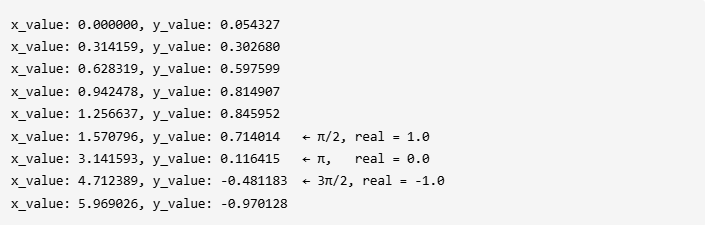 x_value: 0.000000, y_value: 0.054327
x_value: 0.314159, y_value: 0.302680
x_value: 0.628319, y_value: 0.597599
x_value: 0.942478, y_value: 0.814907
x_value: 1.256637, y_value: 0.845952
x_value: 1.570796, y_value: 0.714014  ← π/2, real = 1.0
x_value: 3.141593, y_value: 0.116415  ← π,   real = 0.0
x_value: 4.712389, y_value: -0.481183  ← 3π/2, real = -1.0
x_value: 5.969026, y_value: -0.970128